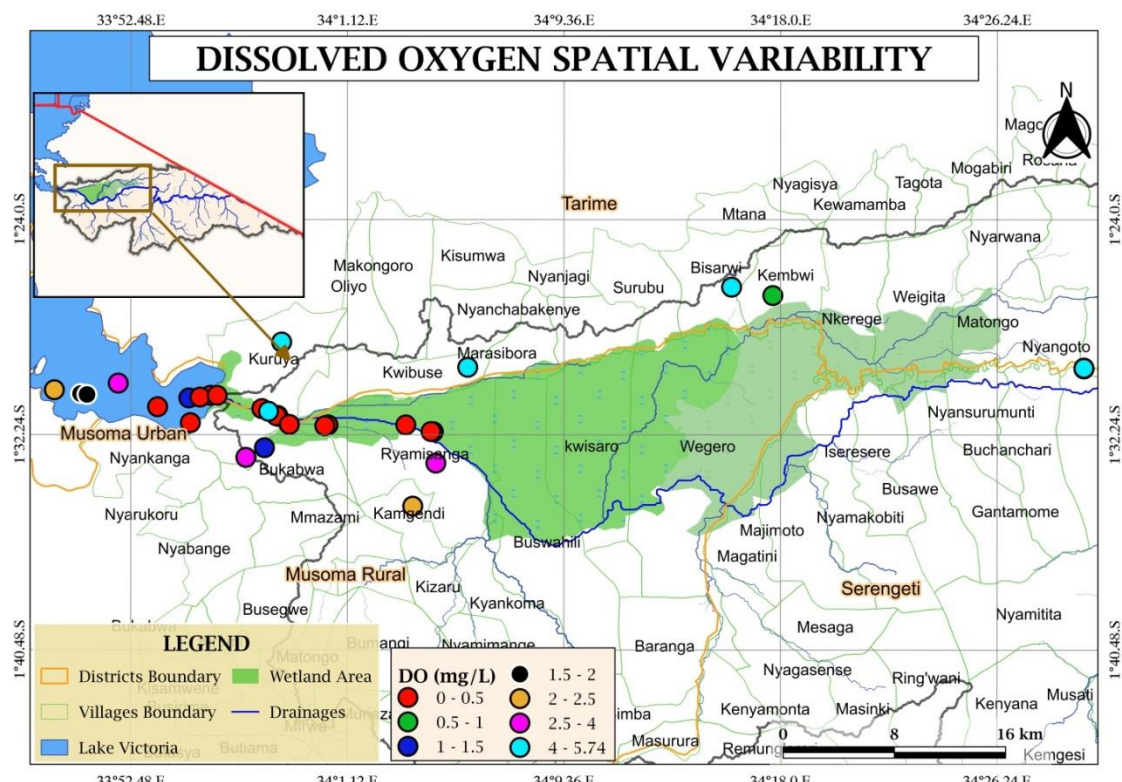 33°52.48.E 34°1.12.E 34°9.36.E 34°18.0.E 34°26.24.E
DISSOLVED OXYGEN SPATIAL VARIABILITY
N
Rosana
Mogabiri
Tarime
Nyagisya
Tagota
Kewamamba
Mtana
1°24.0.S
1°24.0.S
Nyarwana
Kisumwa
Makongoro
Oliyo
Nyanjagi
Bisarwi
Kembwi
Surubu
Weigita
Nyanchabakenye
Nkerege
Matongo
Nyangoto
Kuruya
Marasibora
Kwibuse
Nyansurumunti
Musoma Urban
1°32.24.S
1°32.24.S
kwisaro
Wegero
Iseresere
Buchanchari
Nyankanga
Ryamisanga
Bukabwa
Busawe
Nyarukoru
Mmazami
Kamgendi
Nyamakobiti
Gantamome
Majimoto
Buswahili
Nyabange
Magatini
Musoma Rural
Kizaru
Serengeti
Kyankoma
Busegwe
Nyamitita
Bukabwa
Mesaga
Bumangi
Nyamimange
Baranga
1°40.48.S
1°40.48.S
Matongo
Nyagasense
Ring'wani
Kisamwene
Musati
Kenyamonta
Masinki
Kenyana
Masurura
Butiama
Kemgesi
LEGEND
Districts Boundary
Wetland Area
Villages Boundary
Drainages
Lake Victoria
DO (mg/L)
0 - 0.5
0.5 - 1
1 - 1.5
1.5 - 2
2 - 2.5
2.5 - 4
4 - 5.74
0 8 16 km
33°52.48.E 34°1.12.E 34°9.36.E 34°18.0.E 34°26.24.E